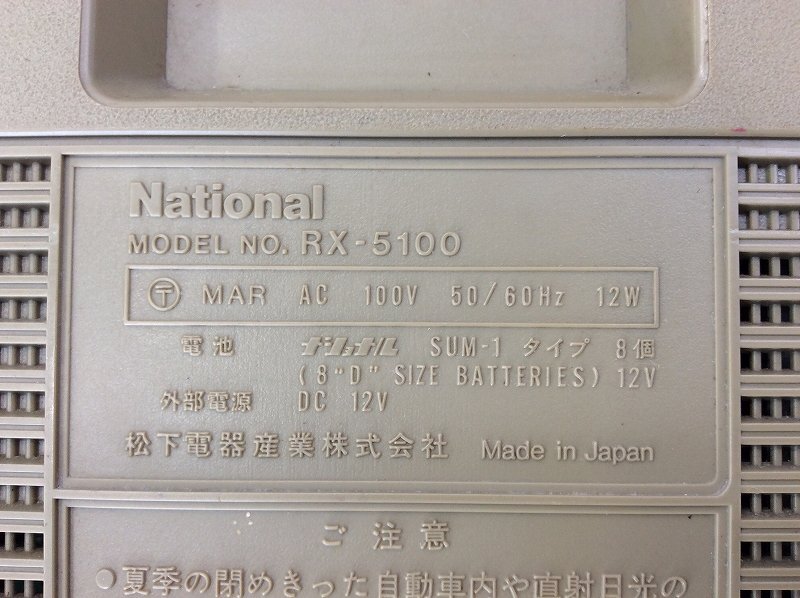 National
MODEL NO. RX-5100
〒 MAR AC 100V 50/60Hz 12W
電池 ナショナル SUM-1 タイプ 8個
(8 "D" SIZE BATTERIES) 12V
外部電源 DC 12V
松下電器産業株式会社 Made in Japan
ご注意
●夏季の閉めきった自動車内や直射日光の